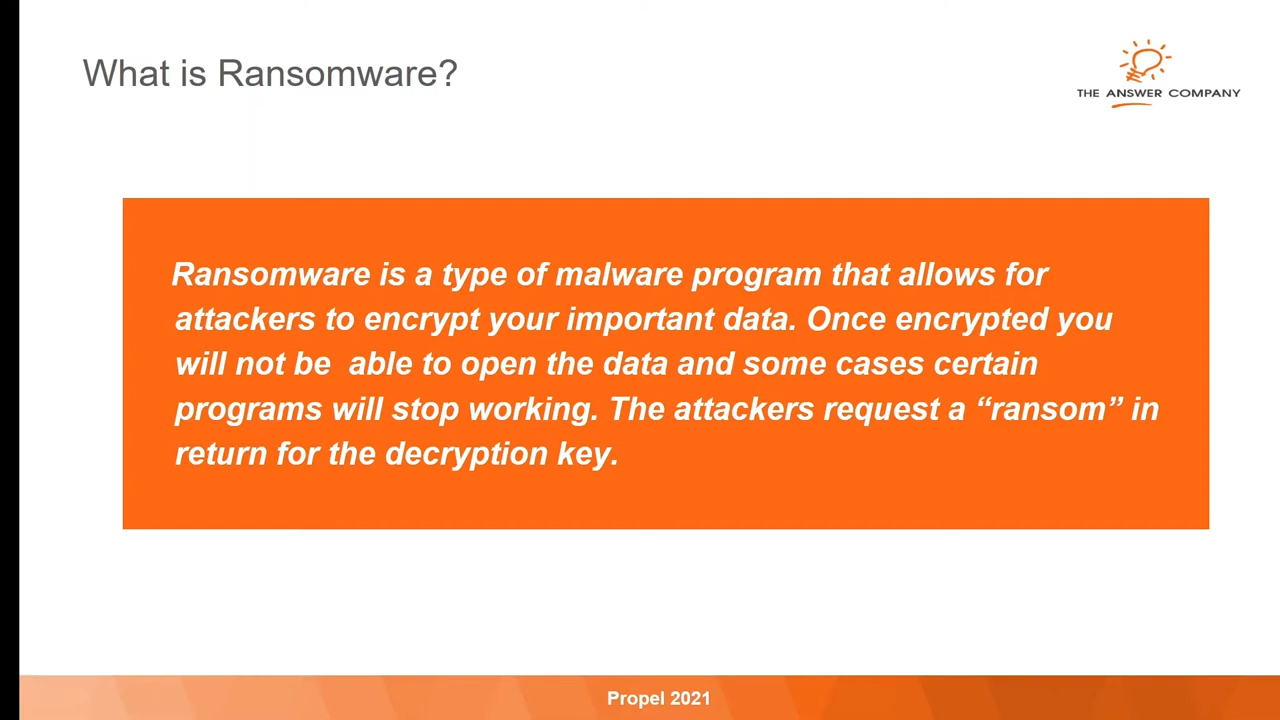 What is Ransomware?
THE ANSWER COMPANY
Ransomware is a type of malware program that allows for
attackers to encrypt your important data. Once encrypted you
will not be  able to open the data and some cases certain
programs will stop working. The attackers request a “ransom” in
return for the decryption key.
Propel 2021